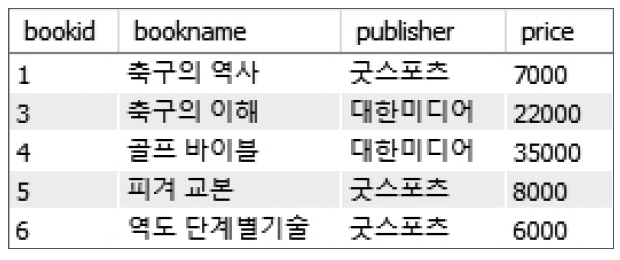 bookid bookname publisher price
1 축구의 역사 굿스포츠 7000
3 축구의 이해 대한미디어 22000
4 골프 바이블 대한미디어 35000
5 피겨 교본 굿스포츠 8000
6 역도 단계별기술 굿스포츠 6000